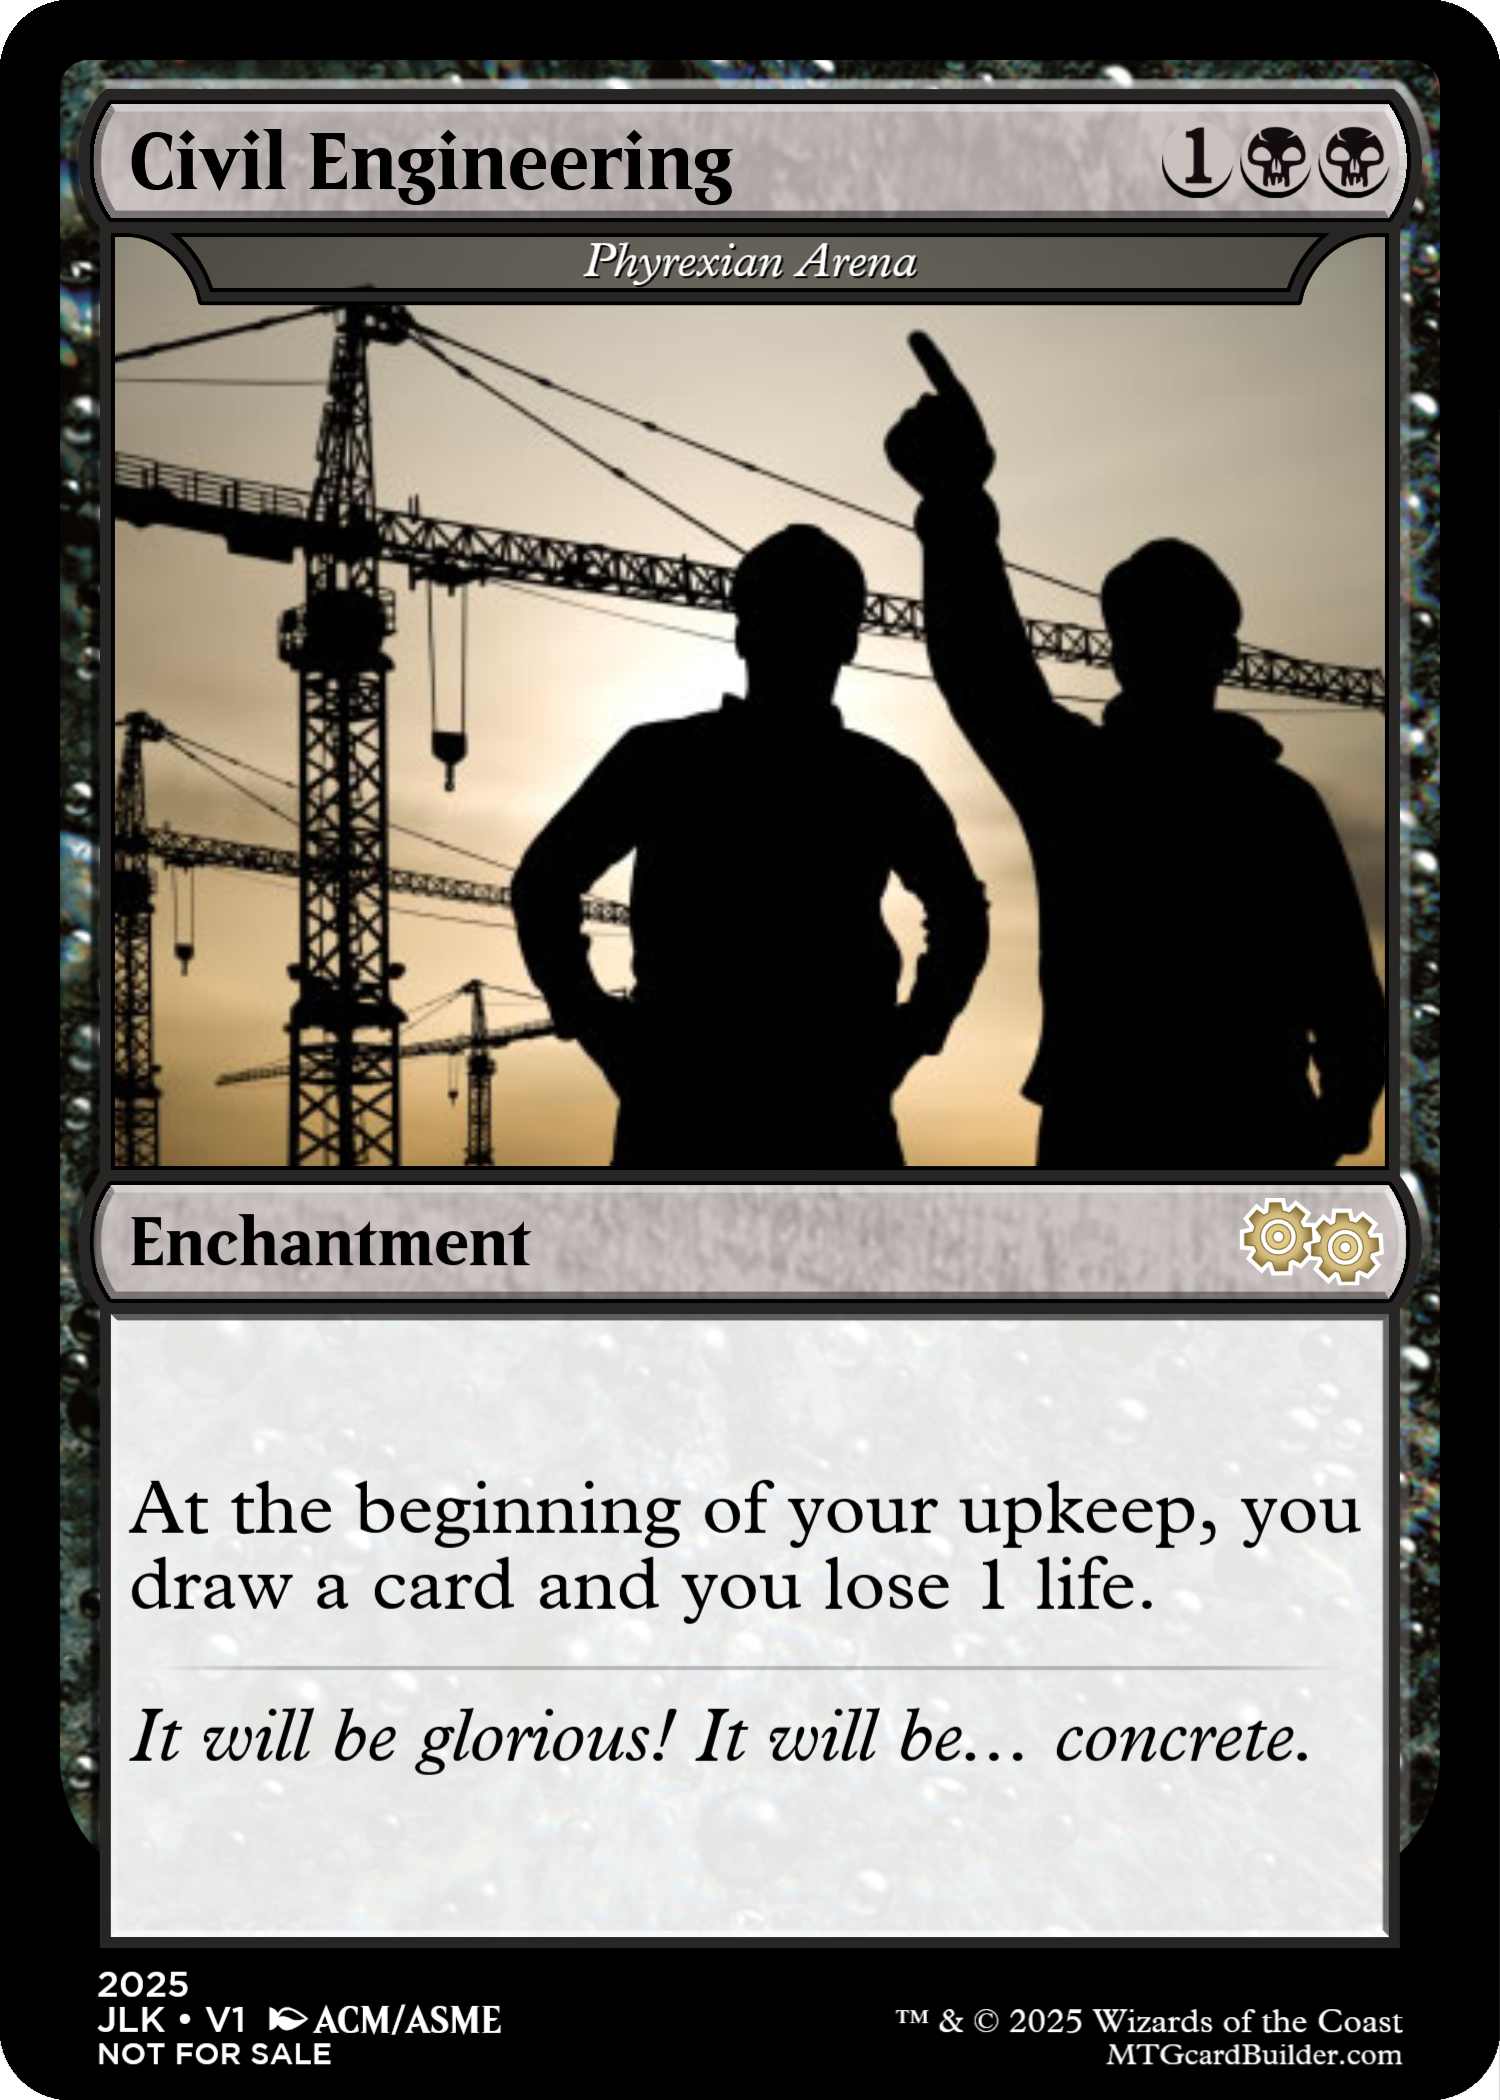 Civil Engineering 1
Phyrexian Arena
Enchantment
At the beginning of your upkeep, you
draw a card and you lose 1 life.
It will be glorious! It will be… concrete.
2025
JLK • V1 ACM/ASME
NOT FOR SALE
™ & © 2025 Wizards of the Coast
MTGcardBuilder.com